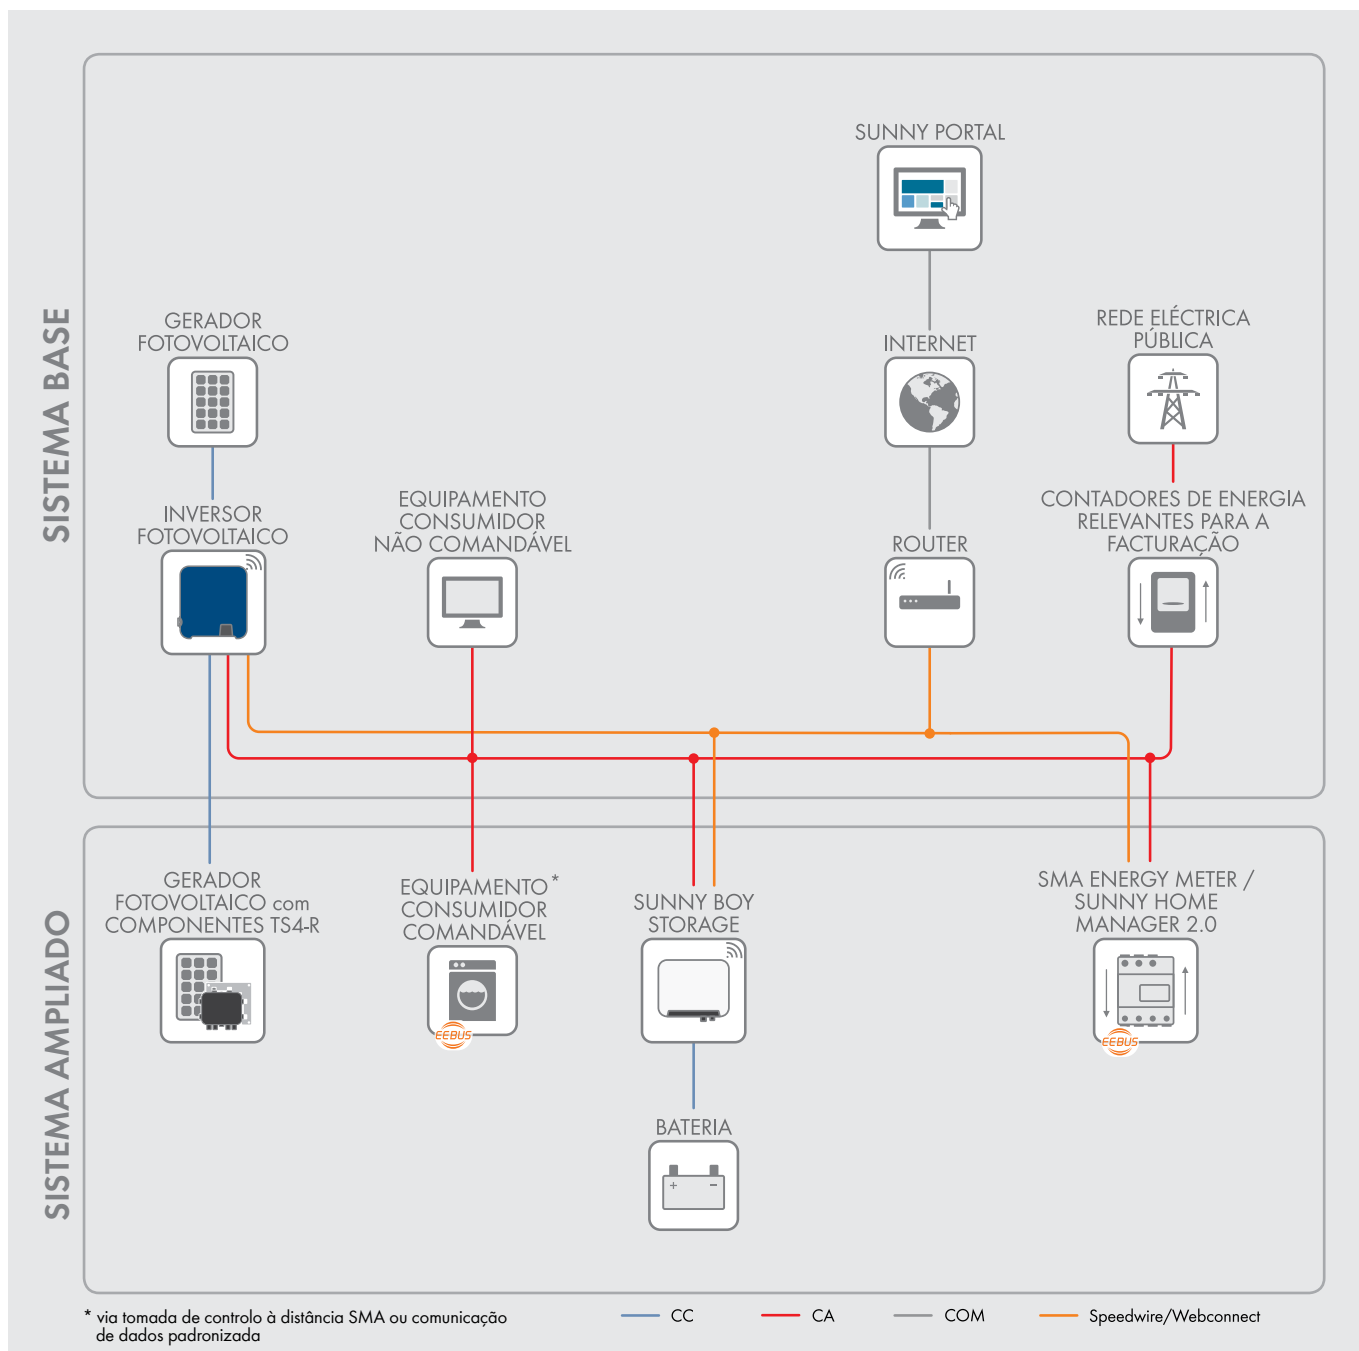 SISTEMA BASE
SUNNY PORTAL
GERADOR
FOTOVOLTAICO
INTERNET
REDE ELÉCTRICA
PÚBLICA
INVERSOR
FOTOVOLTAICO
EQUIPAMENTO
CONSUMIDOR
NÃO COMANDÁVEL
ROUTER
CONTADORES DE ENERGIA
RELEVANTES PARA A
FACTURAÇÃO
SISTEMA AMPLIADO
GERADOR
FOTOVOLTAICO com
COMPONENTES TS4-R
EQUIPAMENTO*
CONSUMIDOR
COMANDÁVEL
EEBUS
SUNNY BOY
STORAGE
SMA ENERGY METER /
SUNNY HOME
MANAGER 2.0
EEBUS
BATERIA
+ −
* via tomada de controlo à distância SMA ou comunicação
de dados padronizada
CC
CA
COM
Speedwire/Webconnect